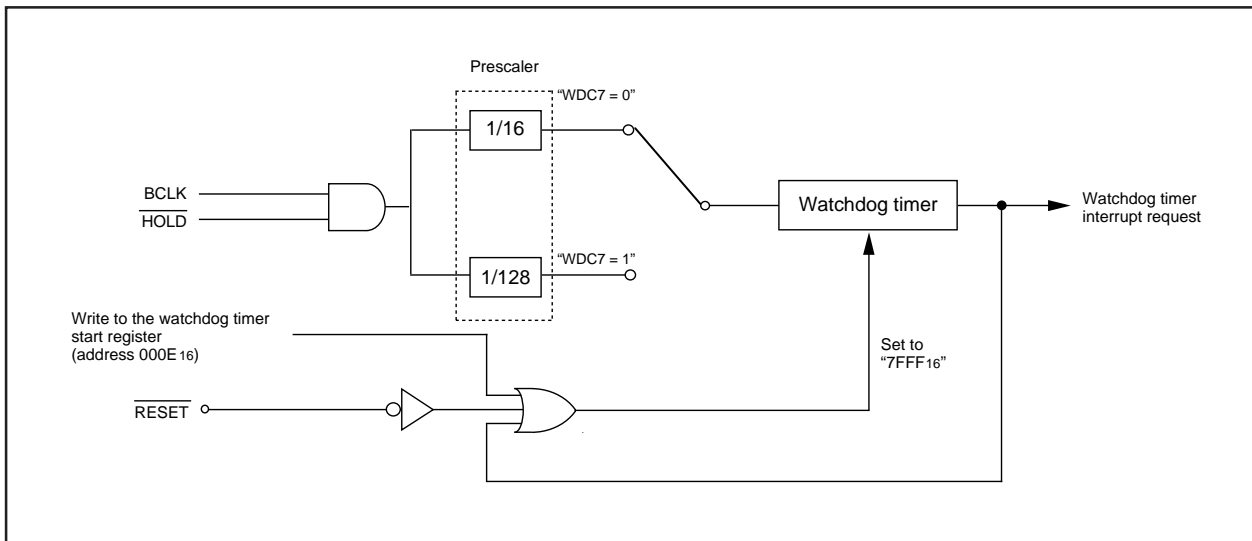 Prescaler
“WDC7 = 0”
1/16
BCLK
HOLD
Watchdog timer
Watchdog timer
interrupt request
“WDC7 = 1”
1/128
Write to the watchdog timer
start register
(address 000E16)
Set to
“7FFF16”
RESET